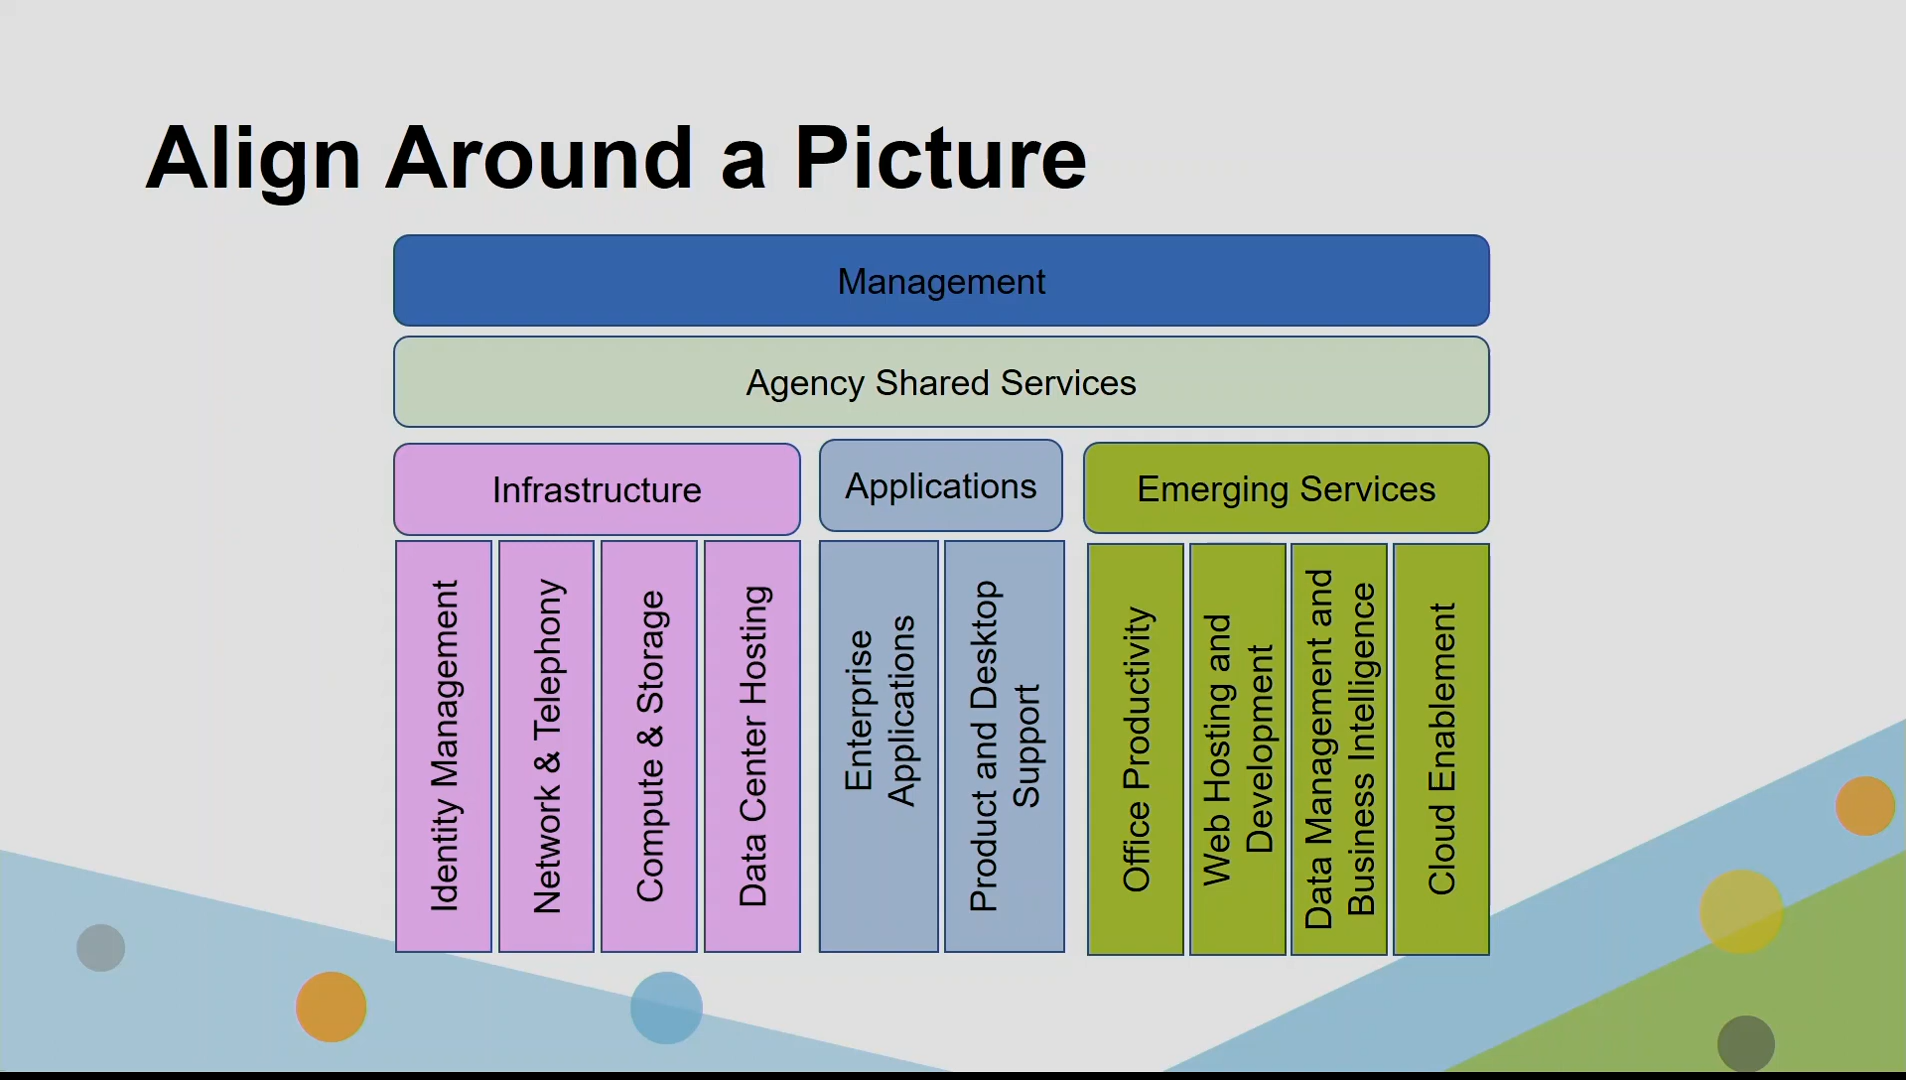 Align Around a Picture
Management
Agency Shared Services
Infrastructure
Applications
Emerging Services
Identity Management
Network & Telephony
Compute & Storage
Data Center Hosting
Enterprise
Applications
Product and Desktop
Support
Office Productivity
Web Hosting and
Development
Data Management and
Business Intelligence
Cloud Enablement